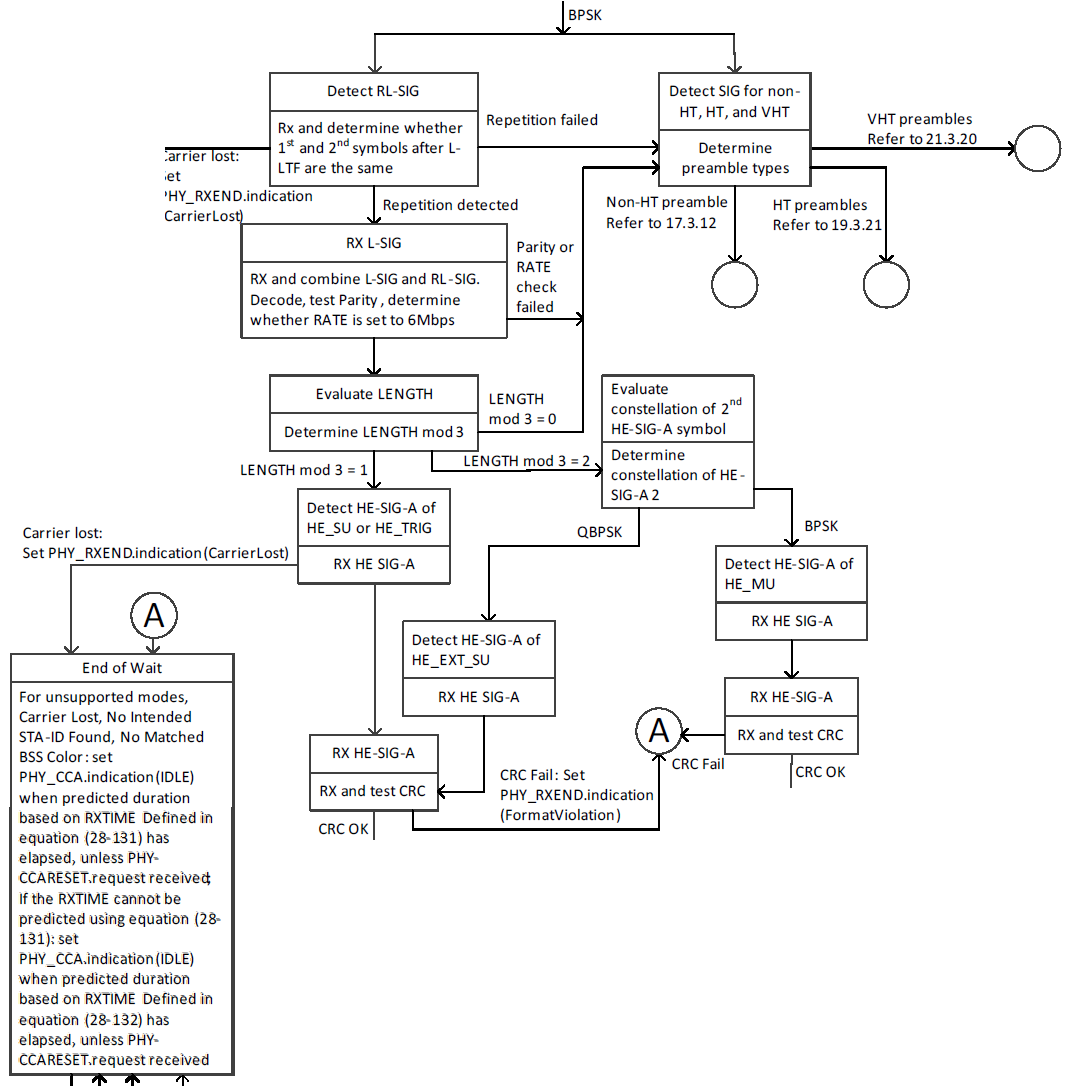 BPSK
Detect RL-SIG
Rx and determine whether
1st and 2nd symbols after L-
LTF are the same
Repetition failed
Detect SIG for non-
HT, HT, and VHT
Determine
preamble types
VHT preambles
Refer to 21.3.20
Carrier lost:
Set
PHY_RXEND.indication
(CarrierLost)
Repetition detected
Non-HT preamble
Refer to 17.3.12
HT preambles
Refer to 19.3.21
RX L-SIG
RX and combine L-SIG and RL-SIG.
Decode, test Parity , determine
whether RATE is set to 6Mbps
Parity or
RATE
check
failed
Evaluate LENGTH
Determine LENGTH mod 3
LENGTH
mod 3 = 0
Evaluate
constellation of 2nd
HE-SIG-A symbol
Determine
constellation of HE-
SIG-A 2
LENGTH mod 3 = 1
LENGTH mod 3 = 2
Detect HE-SIG-A of
HE_SU or HE_TRIG
RX HE SIG-A
Carrier lost:
Set PHY_RXEND.indication (CarrierLost)
QBPSK
BPSK
Detect HE-SIG-A of
HE_MU
RX HE SIG-A
A
Detect HE-SIG-A of
HE_EXT_SU
RX HE SIG-A
RX HE-SIG-A
RX and test CRC
A
CRC Fail
CRC OK
RX HE-SIG-A
RX and test CRC
CRC OK
CRC Fail: Set
PHY_RXEND.indication
(FormatViolation)
End of Wait
For unsupported modes,
Carrier Lost, No Intended
STA-ID Found, No Matched
BSS Color : set
PHY_CCA.indication (IDLE)
when predicted duration
based on RXTIME Defined in
equation (28-131) has
elapsed, unless PHY-
CCARESET.request received;
If the RXTIME cannot be
predicted using equation (28-
131): set
PHY_CCA.indication (IDLE)
when predicted duration
based on RXTIME Defined in
equation (28-132) has
elapsed, unless PHY-
CCARESET.request received